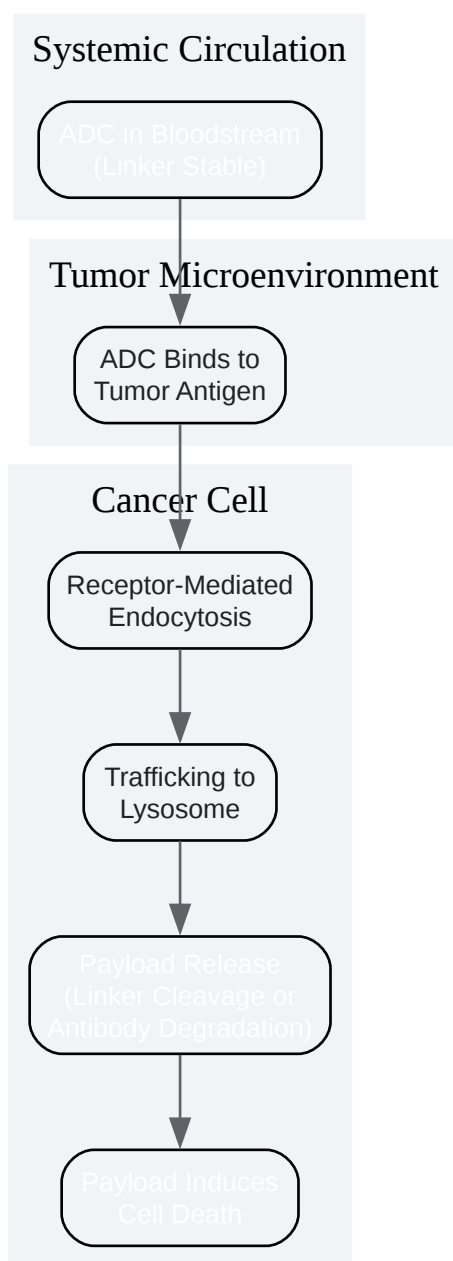 Systemic Circulation
ADC in Bloodstream
(Linker Stable)
Tumor Microenvironment
ADC Binds to
Tumor Antigen
Cancer Cell
Receptor-Mediated
Endocytosis
Trafficking to
Lysosome
Payload Release
(Linker Cleavage or
Antibody Degradation)
Payload Induces
Cell Death